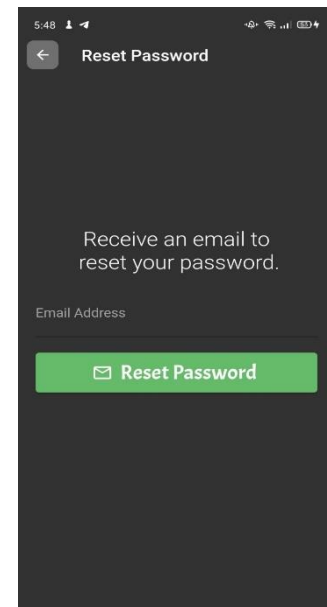 5:48
Reset Password
Receive an email to
reset your password.
Email Address
Reset Password